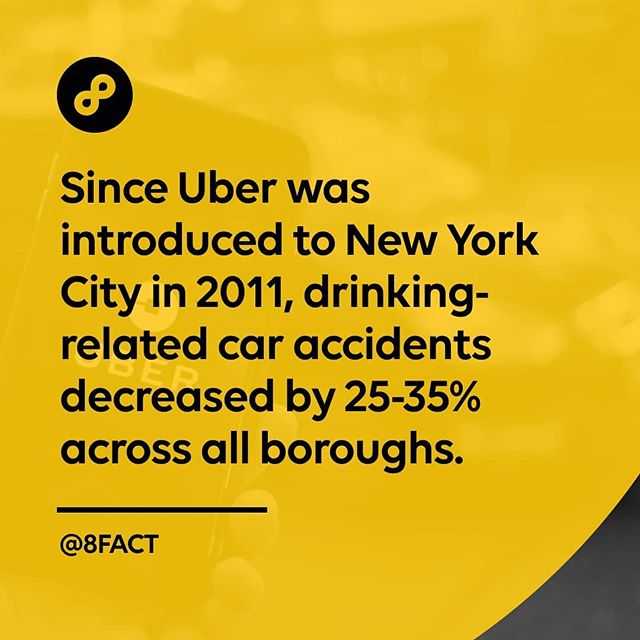 Since Uber was
introduced to New York
City in 2011, drinking-
related car accidents
decreased by 25-35%
across all boroughs.
UBER
@8FACT